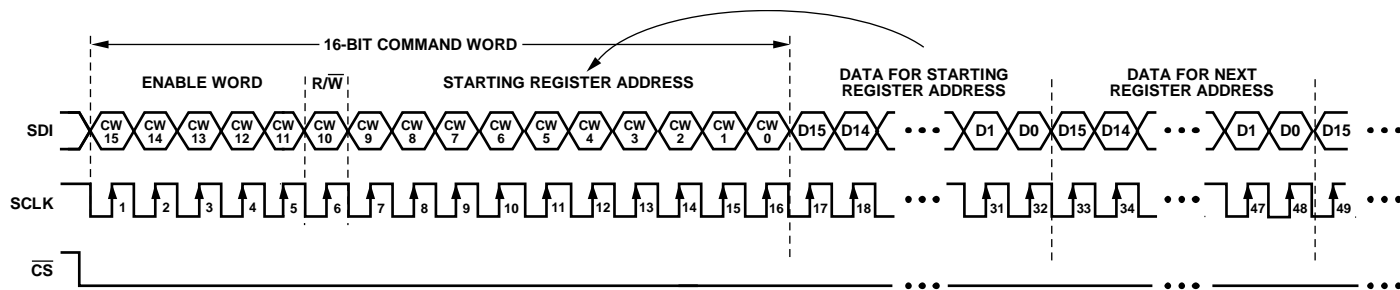 16-BIT COMMAND WORD
ENABLE WORD
R/W̅
STARTING REGISTER ADDRESS
DATA FOR STARTING
REGISTER ADDRESS
DATA FOR NEXT
REGISTER ADDRESS
SDI
CW 15
CW 14
CW 13
CW 12
CW 11
CW 10
CW 9
CW 8
CW 7
CW 6
CW 5
CW 4
CW 3
CW 2
CW 1
CW 0
D15
D14
•••
D1
D0
D15
D14
•••
D1
D0
D15
•••
SCLK
1
2
3
4
5
6
7
8
9
10
11
12
13
14
15
16
17
18
•••
31
32
33
34
•••
47
48
49
•••
C̅S̅
•••
•••
•••